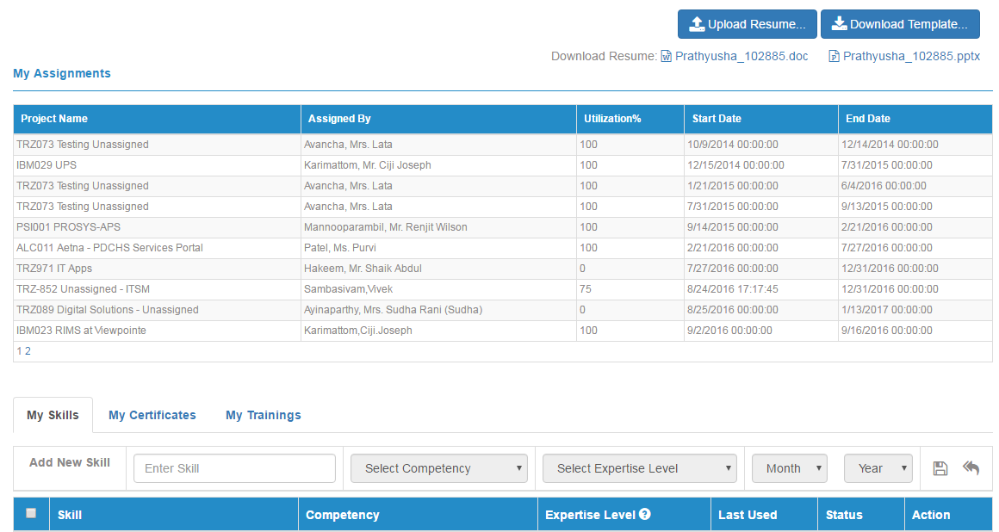 Upload Resume... Download Template...
Download Resume: Prathyusha_102885.doc Prathyusha_102885.pptx
My Assignments
Project Name Assigned By Utilization% Start Date End Date
TRZ073 Testing Unassigned Avancha, Mrs. Lata 100 10/9/2014 00:00:00 12/14/2014 00:00:00
IBM029 UPS Karimattom, Mr. Ciji Joseph 100 12/15/2014 00:00:00 7/31/2015 00:00:00
TRZ073 Testing Unassigned Avancha, Mrs. Lata 100 1/21/2015 00:00:00 6/4/2016 00:00:00
TRZ073 Testing Unassigned Avancha, Mrs. Lata 100 7/31/2015 00:00:00 9/13/2015 00:00:00
PSI001 PROSYS-APS Mannooparambil, Mr. Renjit Wilson 100 9/14/2015 00:00:00 2/21/2016 00:00:00
ALC011 Aetna - PDCHS Services Portal Patel, Ms. Purvi 100 2/21/2016 00:00:00 7/27/2016 00:00:00
TRZ971 IT Apps Hakeem, Mr. Shaik Abdul 0 7/27/2016 00:00:00 12/31/2016 00:00:00
TRZ-852 Unassigned - ITSM Sambasivam,Vivek 75 8/24/2016 17:17:45 12/31/2016 00:00:00
TRZ089 Digital Solutions - Unassigned Ayinaparthy, Mrs. Sudha Rani (Sudha) 0 8/25/2016 00:00:00 1/13/2017 00:00:00
IBM023 RIMS at Viewpointe Karimattom,Ciji.Joseph 100 9/2/2016 00:00:00 9/16/2016 00:00:00
1 2
My Skills My Certificates My Trainings
Add New Skill Enter Skill Select Competency Select Expertise Level Month Year
Skill Competency Expertise Level ? Last Used Status Action